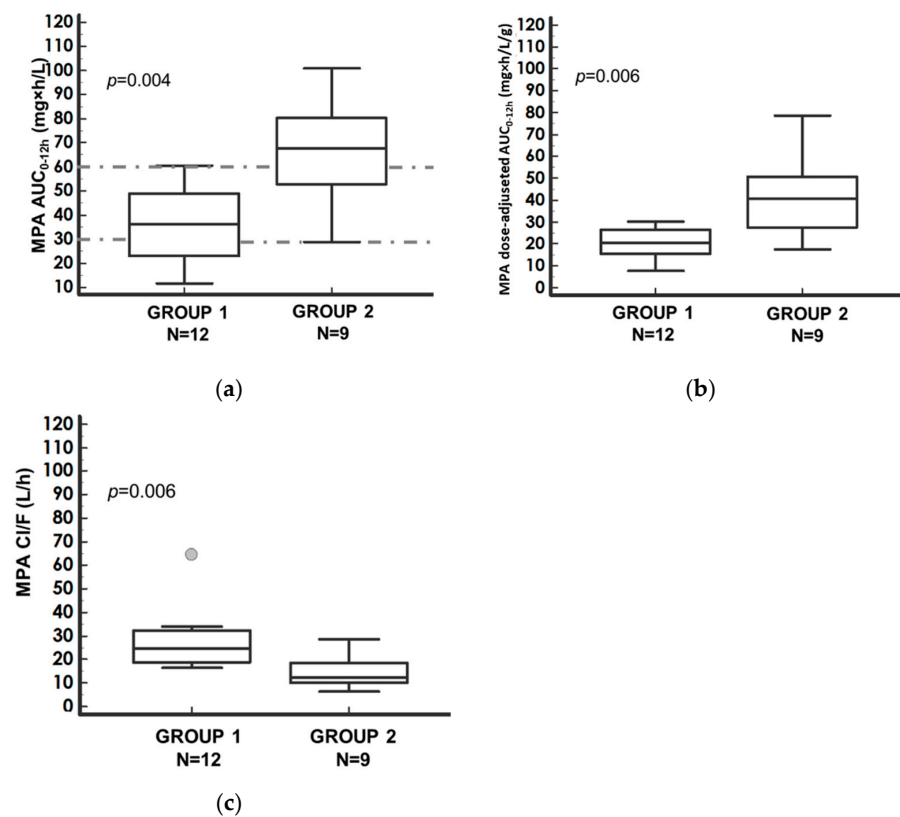 MPA AUC0-12h (mg×h/L)
120
110
100
90
80
70
60
50
40
30
20
10
p=0.004
GROUP 1
N=12
GROUP 2
N=9
(a)
MPA dose-adjuseted AUC0-12h (mg×h/L/g)
120
110
100
90
80
70
60
50
40
30
20
10
0
p=0.006
GROUP 1
N=12
GROUP 2
N=9
(b)
MPA Cl/F (L/h)
120
110
100
90
80
70
60
50
40
30
20
10
0
p=0.006
GROUP 1
N=12
GROUP 2
N=9
(c)